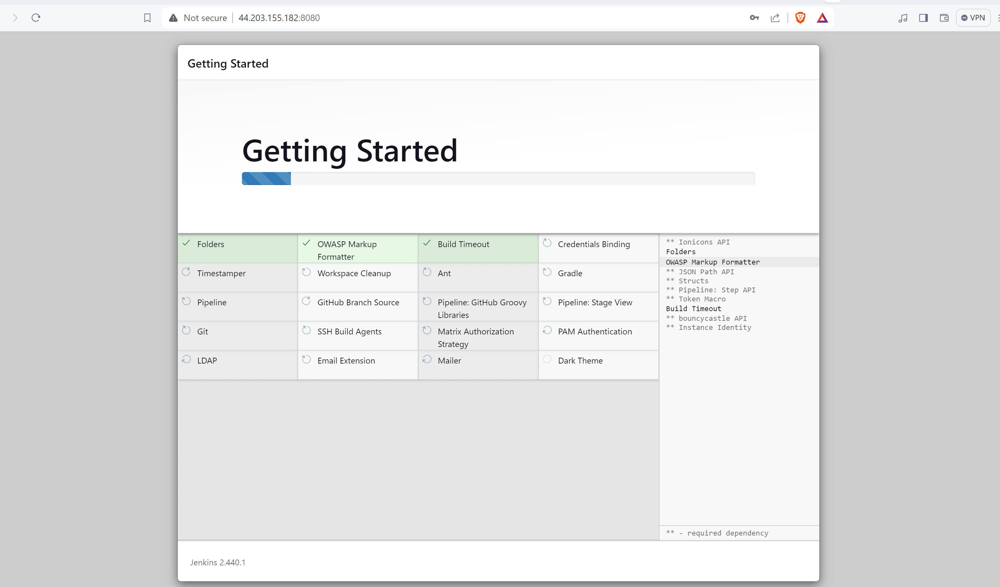 Not secure
44.203.155.182:8080
VPN
Getting Started
Getting Started
Folders
OWASP Markup
Formatter
Build Timeout
Credentials Binding
Timestamper
Workspace Cleanup
Ant
Gradle
Pipeline
GitHub Branch Source
Pipeline: GitHub Groovy
Libraries
Pipeline: Stage View
Git
SSH Build Agents
Matrix Authorization
Strategy
PAM Authentication
LDAP
Email Extension
Mailer
Dark Theme
** Ionicons API
Folders
OWASP Markup Formatter
** JSON Path API
** Structs
** Pipeline: Step API
** Token Macro
Build Timeout
** bouncycastle API
** Instance Identity
** - required dependency
Jenkins 2.440.1